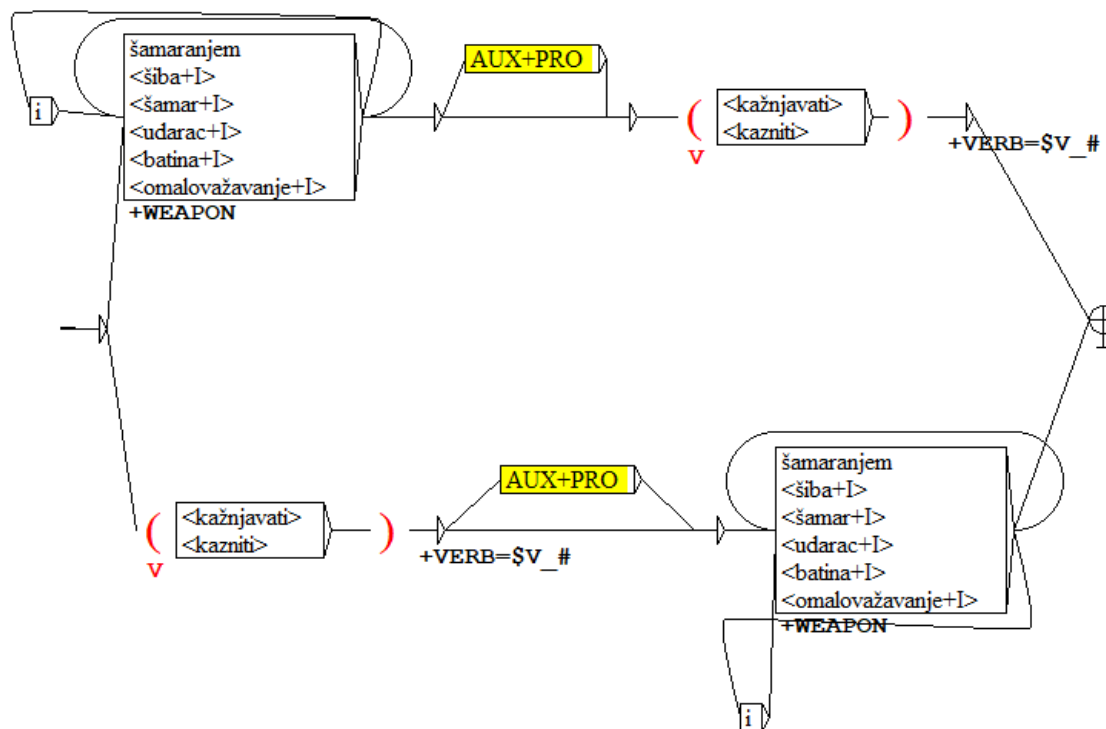 šamaranjem
<šiba+I>
<šamar+I>
<udarac+I>
<batina+I>
<omalovažavanje+I>
+WEAPON
i
AUX+PRO
(
<kažnjavati>
<kazniti>
)
v
+VERB=$V_#
(
<kažnjavati>
<kazniti>
)
v
AUX+PRO
+VERB=$V_#
šamaranjem
<šiba+I>
<šamar+I>
<udarac+I>
<batina+I>
<omalovažavanje+I>
+WEAPON
i